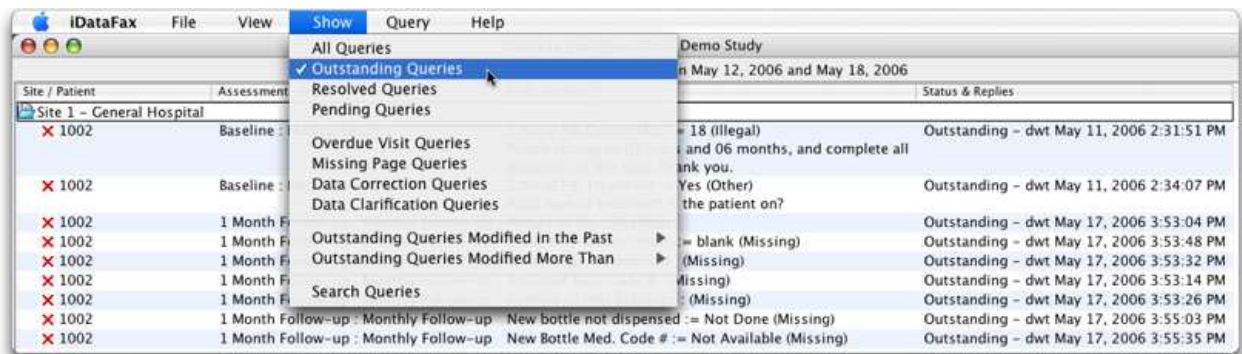 iDataFax File View Show Query Help
Demo Study
n May 12, 2006 and May 18, 2006
Site / Patient Assessment Status & Replies
All Queries
✓ Outstanding Queries
Resolved Queries
Pending Queries
Overdue Visit Queries
Missing Page Queries
Data Correction Queries
Data Clarification Queries
Outstanding Queries Modified in the Past
Outstanding Queries Modified More Than
Search Queries
Site 1 - General Hospital
1002 Baseline : = 18 (Illegal) Outstanding - dwt May 11, 2006 2:31:51 PM
and 06 months, and complete all
ank you.
1002 Baseline : Yes (Other) Outstanding - dwt May 11, 2006 2:34:07 PM
the patient on?
1002 1 Month F Outstanding - dwt May 17, 2006 3:53:04 PM
1002 1 Month F := blank (Missing) Outstanding - dwt May 17, 2006 3:53:48 PM
1002 1 Month F (Missing) Outstanding - dwt May 17, 2006 3:53:32 PM
1002 1 Month F Missing) Outstanding - dwt May 17, 2006 3:53:14 PM
1002 1 Month F : (Missing) Outstanding - dwt May 17, 2006 3:53:26 PM
1002 1 Month Follow-up : Monthly Follow-up New bottle not dispensed := Not Done (Missing) Outstanding - dwt May 17, 2006 3:55:03 PM
1002 1 Month Follow-up : Monthly Follow-up New Bottle Med. Code # := Not Available (Missing) Outstanding - dwt May 17, 2006 3:55:35 PM